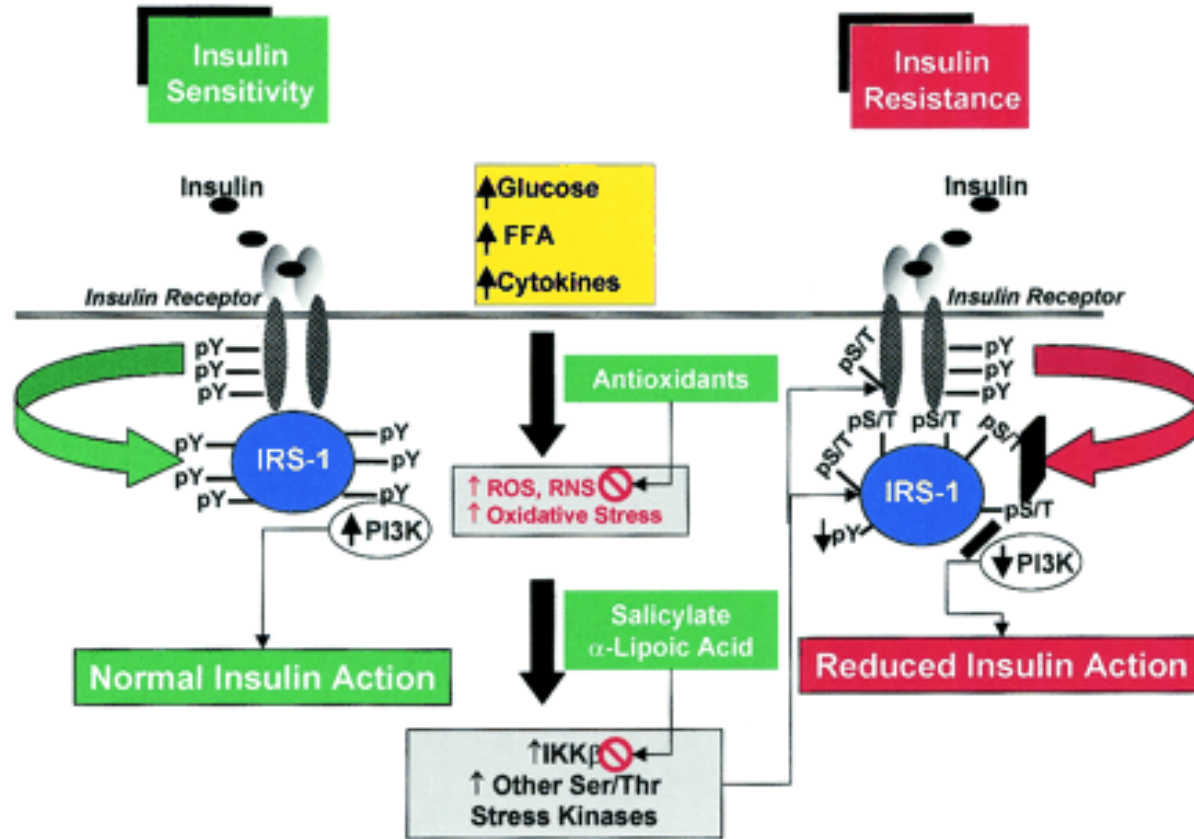 Insulin
Sensitivity
Insulin
Resistance
Insulin
Insulin Receptor
pY
pY
pY
pY
pY
pY
pY
pY
pY
IRS-1
↑PI3K
Normal Insulin Action
↑Glucose
↑ FFA
↑Cytokines
Antioxidants
↑ ROS, RNS
↑ Oxidative Stress
Salicylate
α-Lipoic Acid
↑IKKβ
↑ Other Ser/Thr
Stress Kinases
Insulin
Insulin Receptor
pS/T
pY
pY
pY
pS/T
pS/T
pS/T
pS/T
IRS-1
pS/T
↓pY
↓PI3K
Reduced Insulin Action